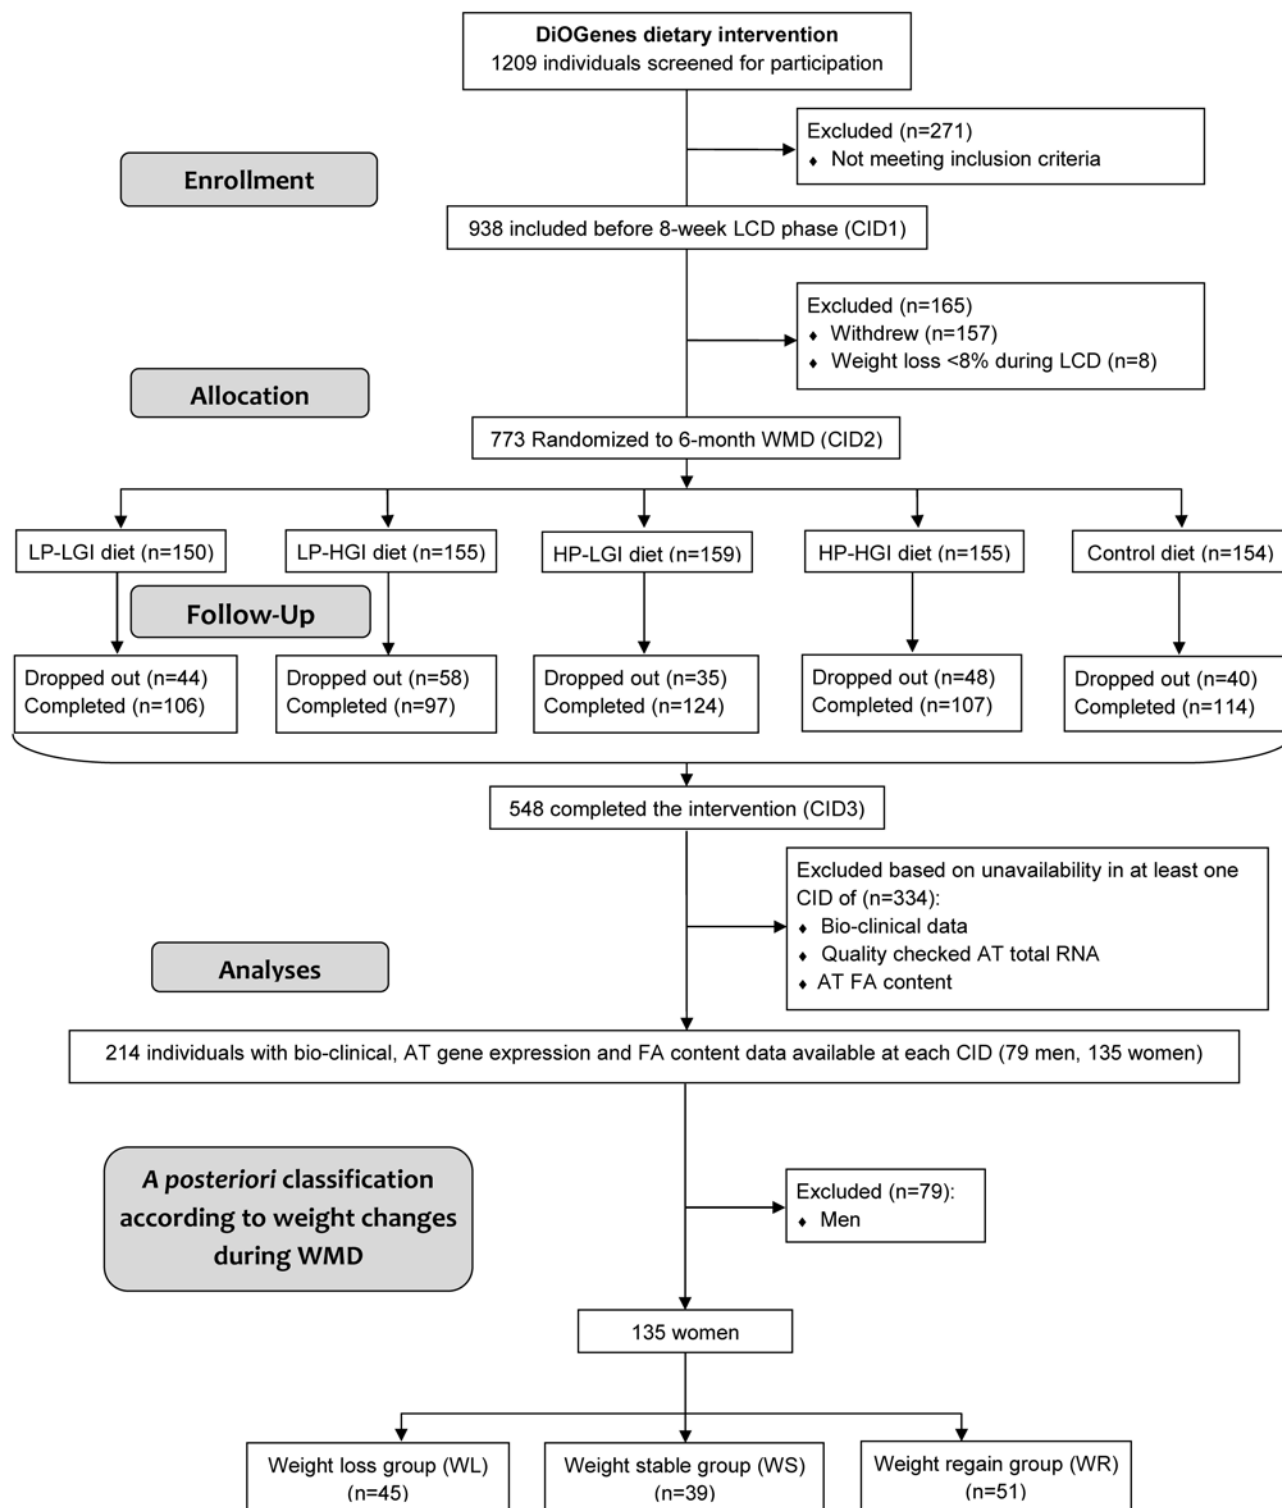 DiOGenes dietary intervention
1209 individuals screened for participation
Excluded (n=271)
♦ Not meeting inclusion criteria
Enrollment
938 included before 8-week LCD phase (CID1)
Excluded (n=165)
♦ Withdrew (n=157)
♦ Weight loss <8% during LCD (n=8)
Allocation
773 Randomized to 6-month WMD (CID2)
LP-LGI diet (n=150)
LP-HGI diet (n=155)
HP-LGI diet (n=159)
HP-HGI diet (n=155)
Control diet (n=154)
Follow-Up
Dropped out (n=44)
Completed (n=106)
Dropped out (n=58)
Completed (n=97)
Dropped out (n=35)
Completed (n=124)
Dropped out (n=48)
Completed (n=107)
Dropped out (n=40)
Completed (n=114)
548 completed the intervention (CID3)
Excluded based on unavailability in at least one
CID of (n=334):
♦ Bio-clinical data
♦ Quality checked AT total RNA
♦ AT FA content
Analyses
214 individuals with bio-clinical, AT gene expression and FA content data available at each CID (79 men, 135 women)
A posteriori classification
according to weight changes
during WMD
Excluded (n=79):
♦ Men
135 women
Weight loss group (WL)
(n=45)
Weight stable group (WS)
(n=39)
Weight regain group (WR)
(n=51)